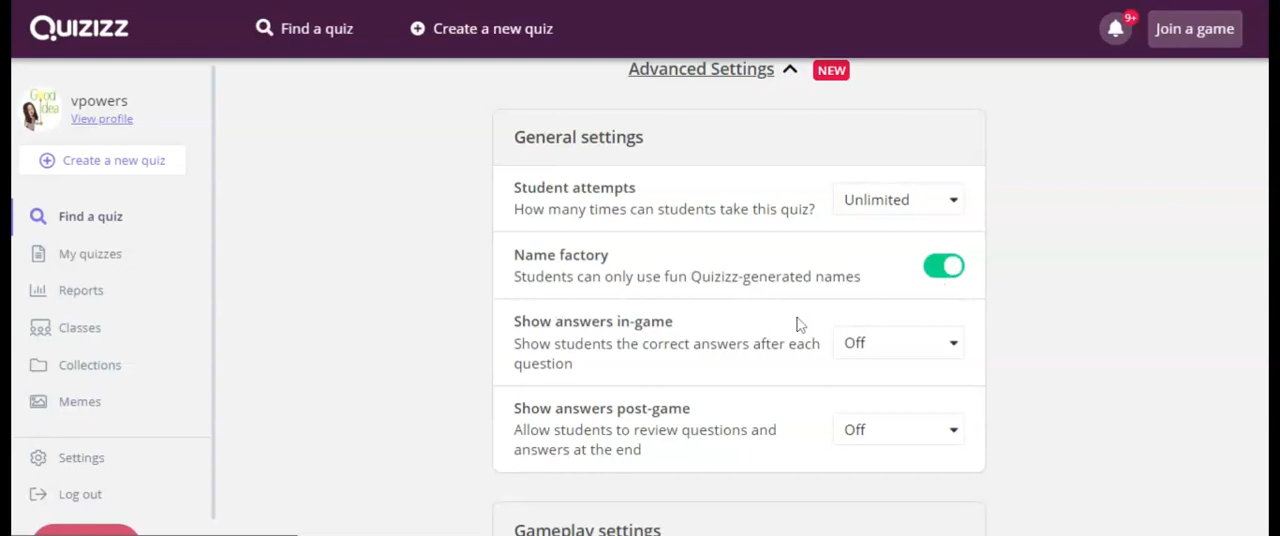 QUIZIZZ
Find a quiz
Create a new quiz
9+
Join a game
Good
Idea
vpowers
View profile
Create a new quiz
Find a quiz
My quizzes
Reports
Classes
Collections
Memes
Settings
Log out
Advanced Settings NEW
General settings
Student attempts
How many times can students take this quiz?
Unlimited
Name factory
Students can only use fun Quizizz-generated names
Show answers in-game
Show students the correct answers after each
question
Off
Show answers post-game
Allow students to review questions and
answers at the end
Off
Gameplay settings